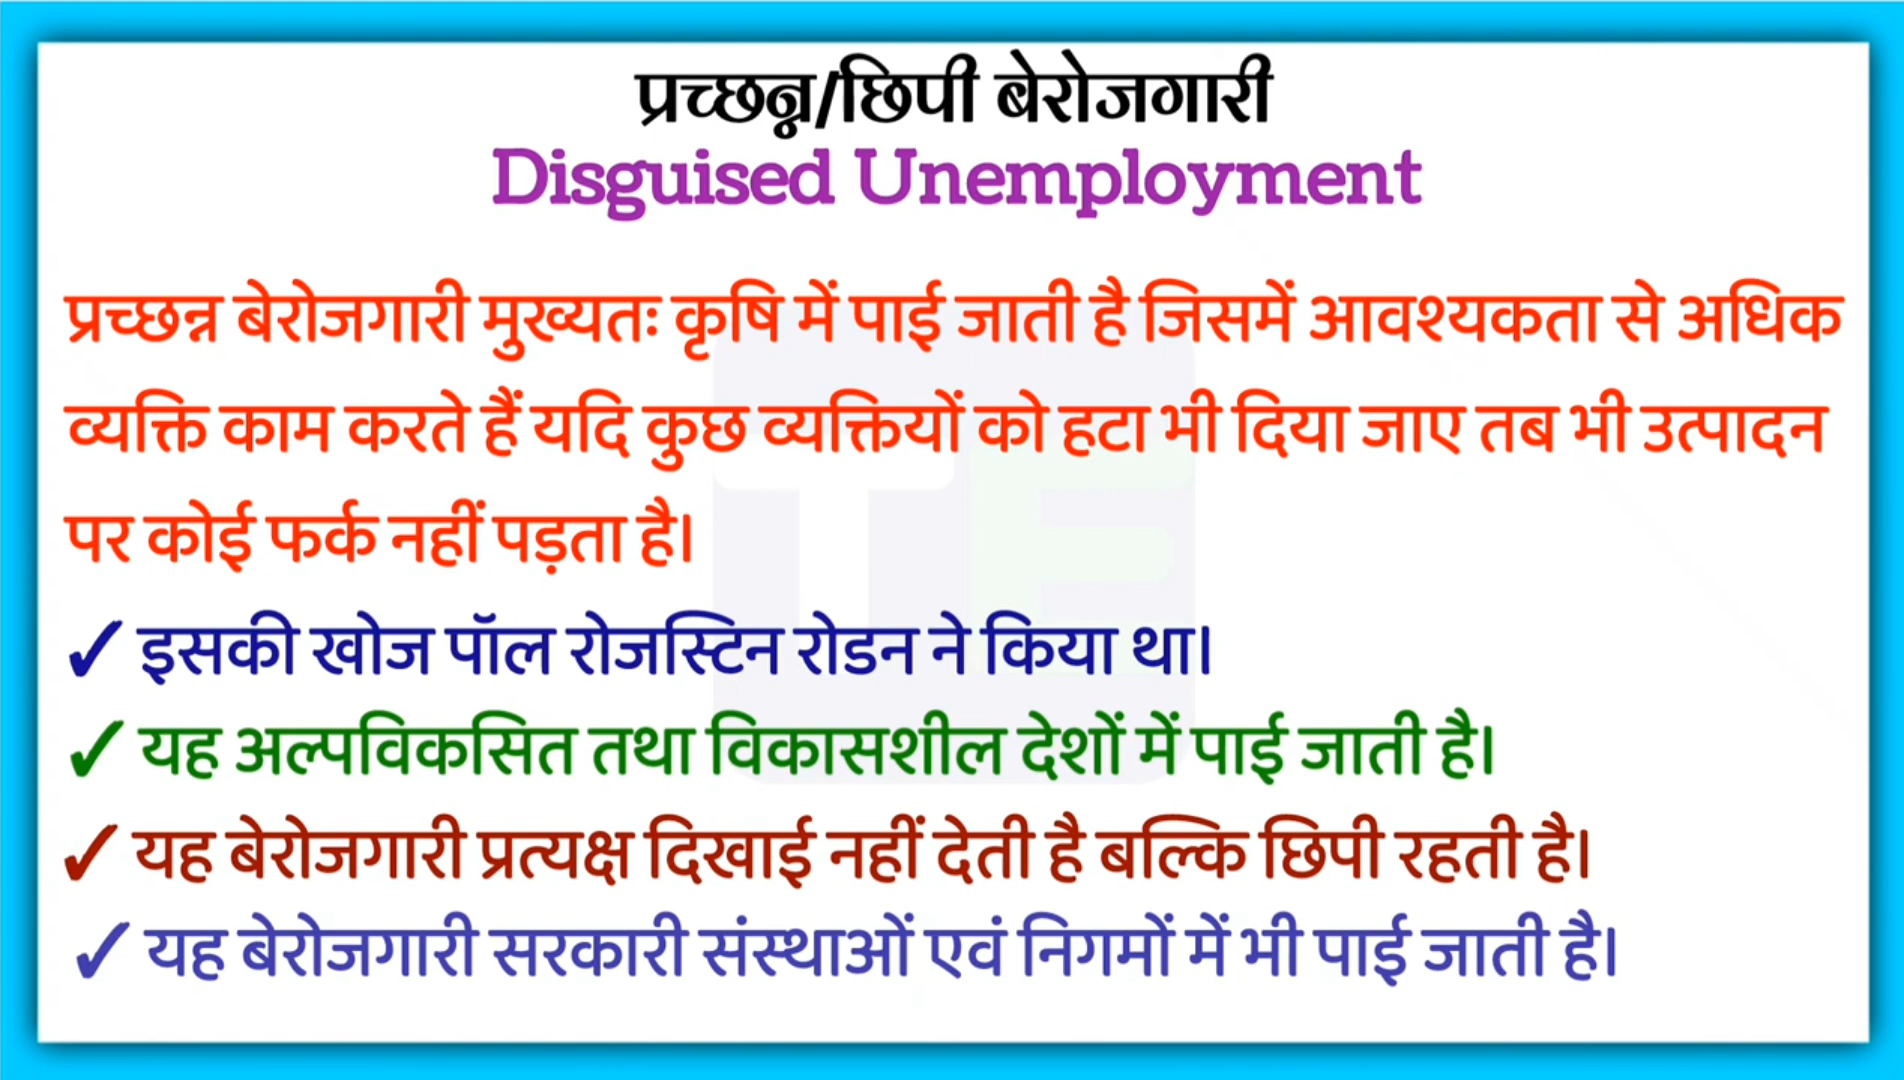 प्रच्छन्न/छिपी बेरोजगारी
Disguised Unemployment
प्रच्छन्न बेरोजगारी मुख्यतः कृषि में पाई जाती है जिसमें आवश्यकता से अधिक
व्यक्ति काम करते हैं यदि कुछ व्यक्तियों को हटा भी दिया जाए तब भी उत्पादन
पर कोई फर्क नहीं पड़ता है।
✓ इसकी खोज पॉल रोजस्टिन रोडन ने किया था।
✓ यह अल्पविकसित तथा विकासशील देशों में पाई जाती है।
✓ यह बेरोजगारी प्रत्यक्ष दिखाई नहीं देती है बल्कि छिपी रहती है।
✓ यह बेरोजगारी सरकारी संस्थाओं एवं निगमों में भी पाई जाती है।
TE